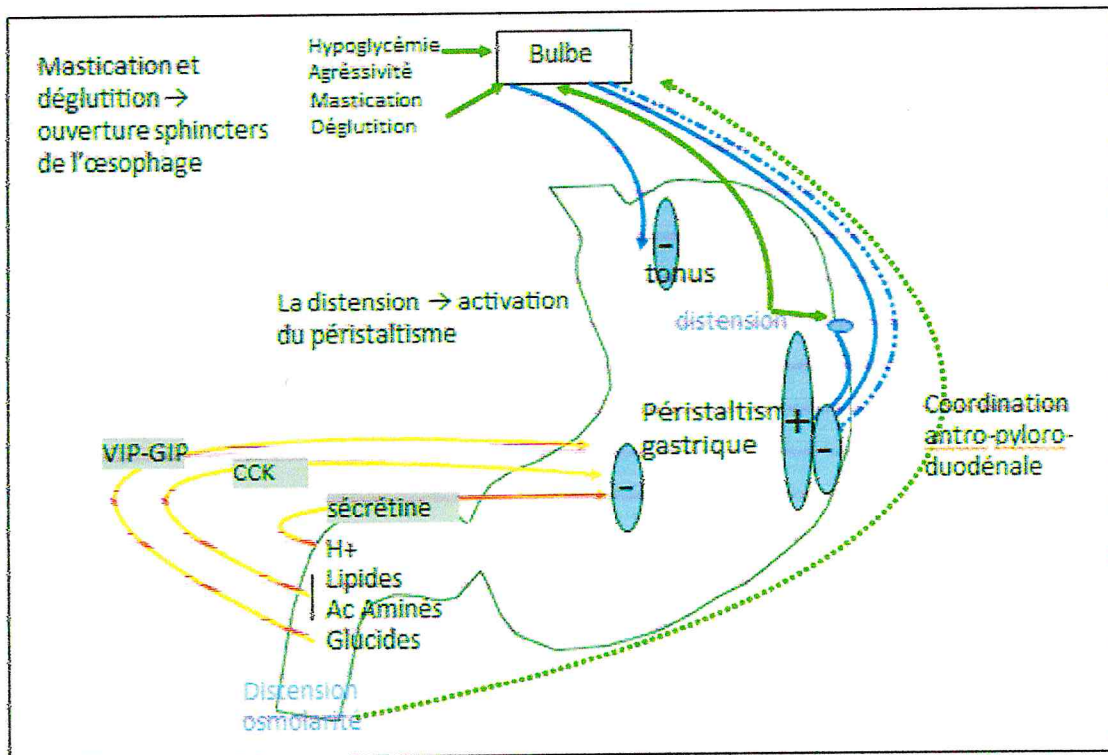 Mastication et
déglutition →
ouverture sphincters
de l'œsophage
Hypoglycémie
Agréssivité
Mastication
Déglutition
Bulbe
-
tonus
La distension → activation
du péristaltisme
distension
Péristaltism
gastrique
+
-
-
Coordination
antro-pyloro-
duodénale
VIP-GIP
CCK
sécrétine
H+
Lipides
Ac Aminés
Glucides
Distension
osmolarité